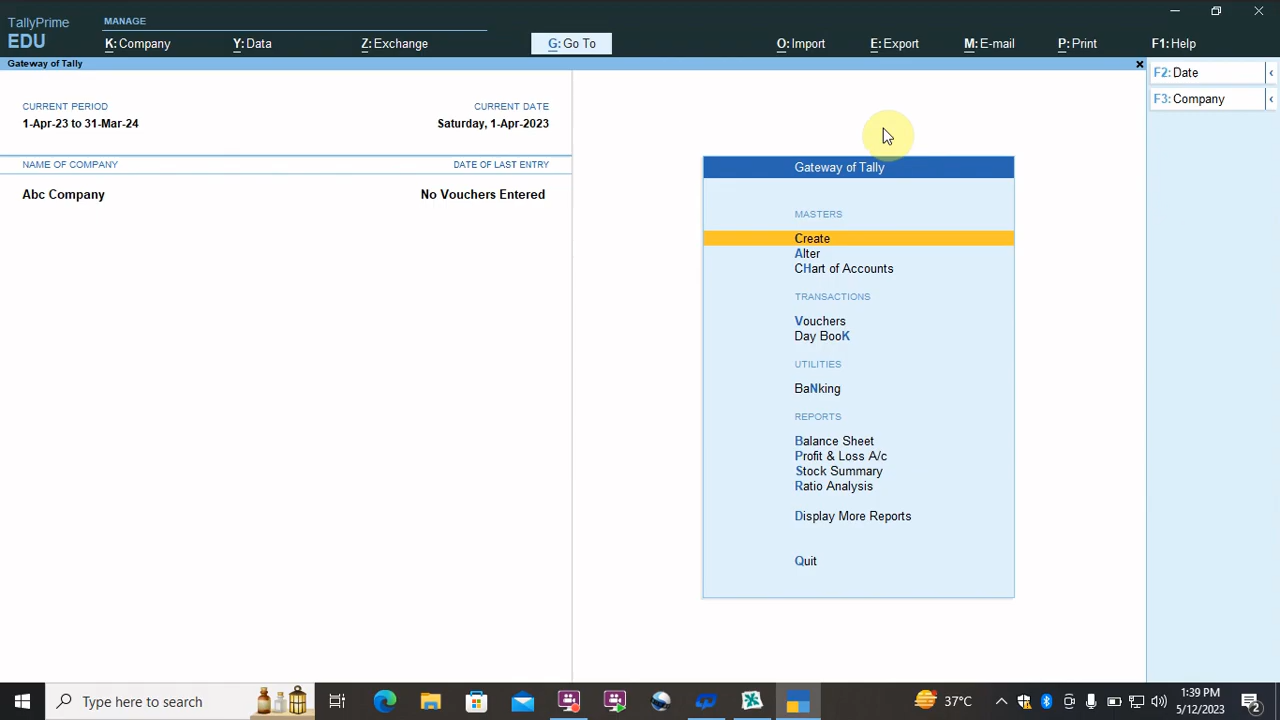 TallyPrime
EDU
MANAGE
K: Company
Y: Data
Z: Exchange
G: Go To
O: Import
E: Export
M: E-mail
P: Print
F1: Help
Gateway of Tally
F2: Date
F3: Company
CURRENT PERIOD
CURRENT DATE
1-Apr-23 to 31-Mar-24
Saturday, 1-Apr-2023
NAME OF COMPANY
DATE OF LAST ENTRY
Abc Company
No Vouchers Entered
Gateway of Tally
MASTERS
Create
Alter
CHart of Accounts
TRANSACTIONS
Vouchers
Day BooK
UTILITIES
BaNking
REPORTS
Balance Sheet
Profit & Loss A/c
Stock Summary
Ratio Analysis
Display More Reports
Quit
Type here to search
37°C
1:39 PM
5/12/2023
2